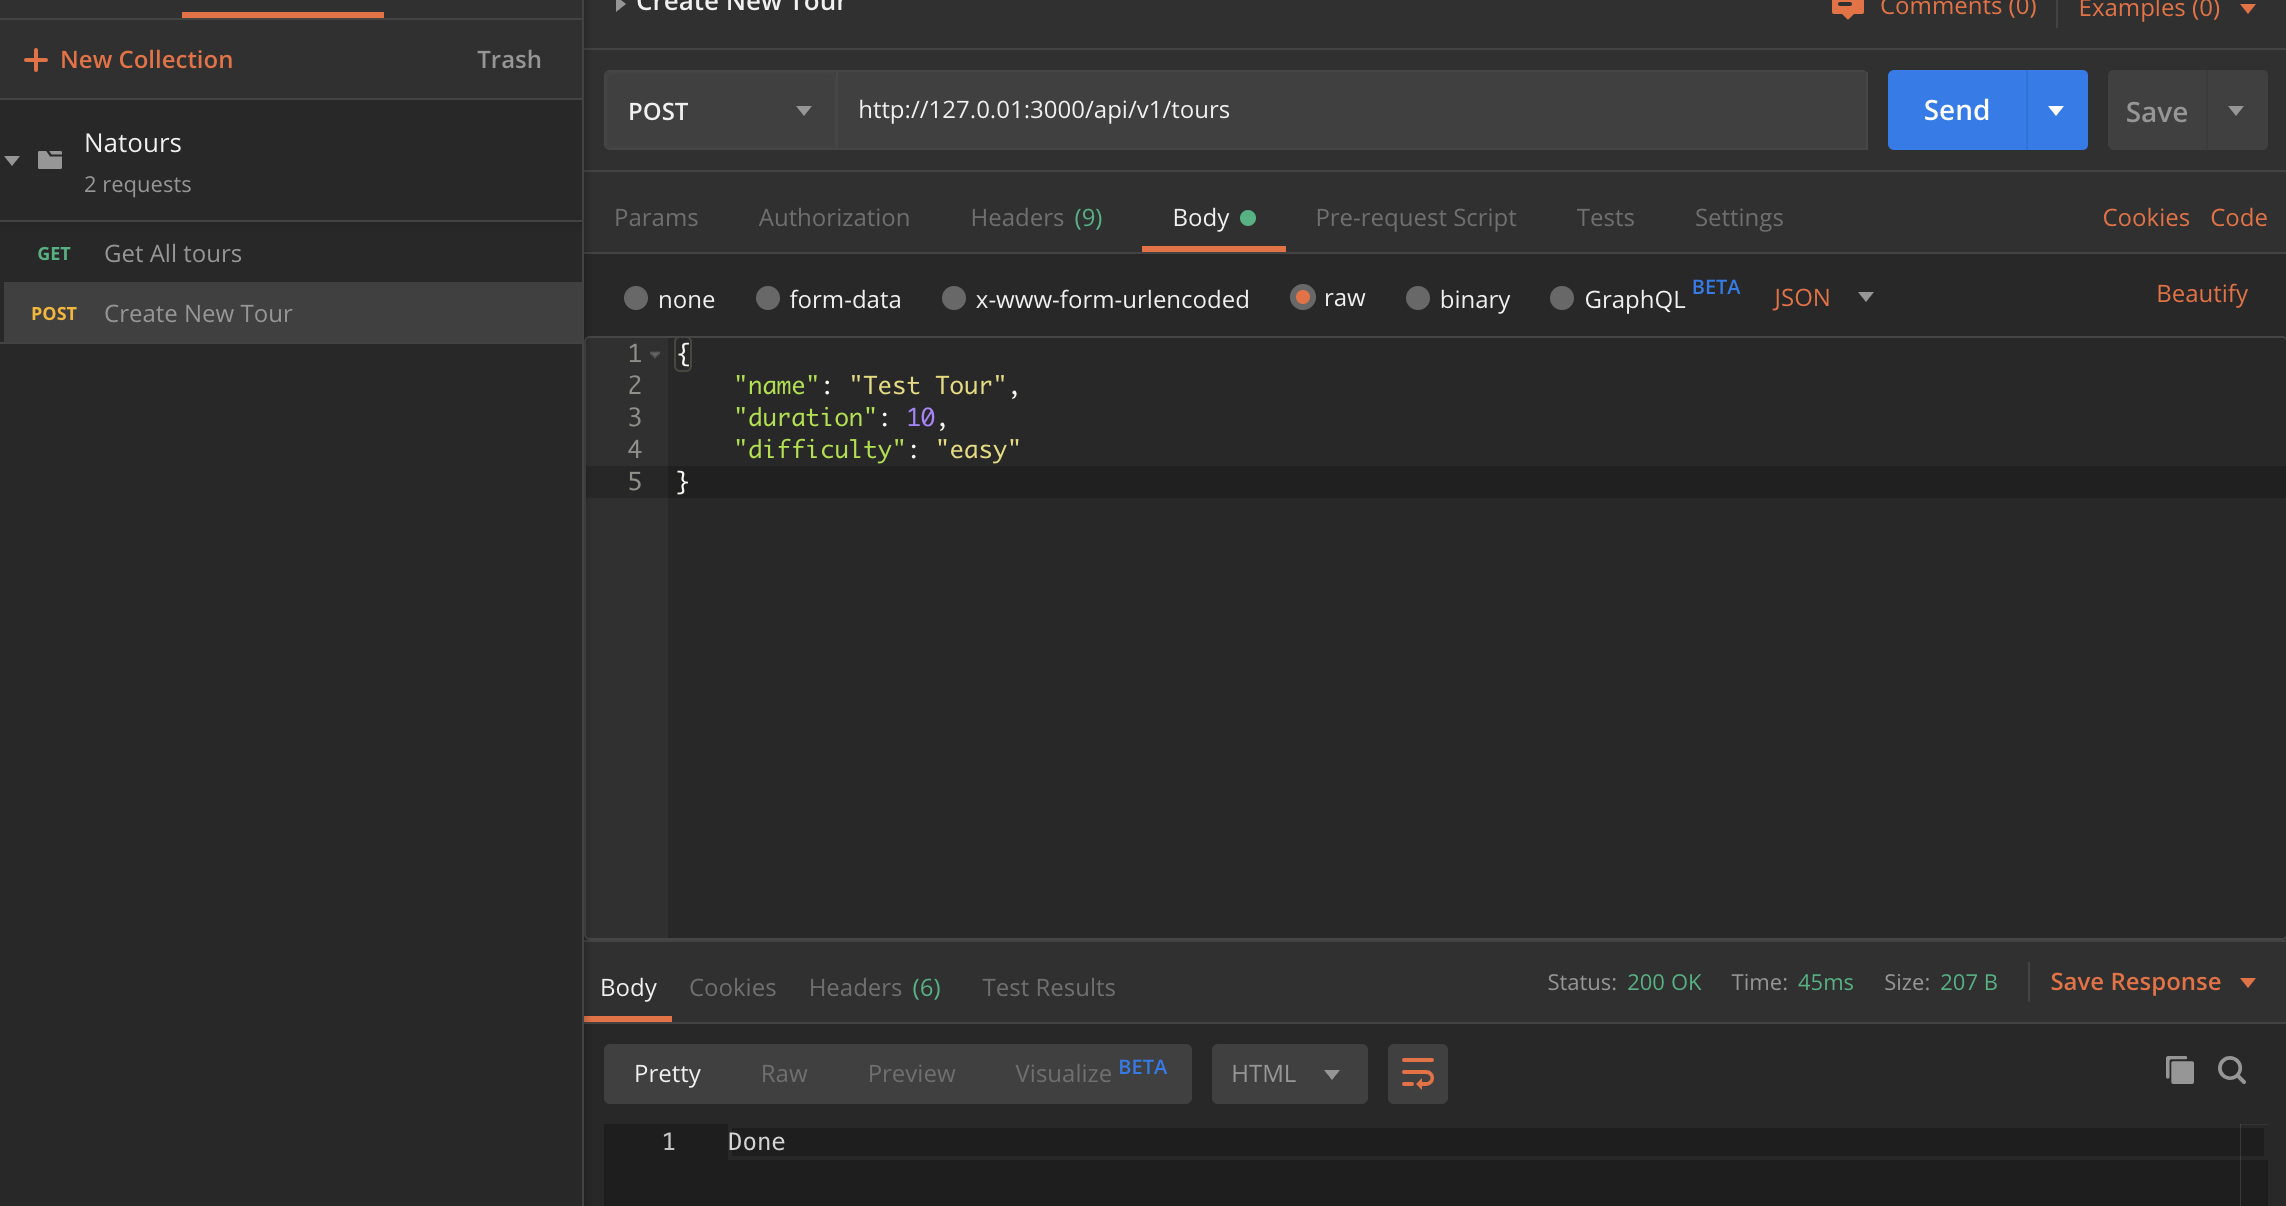 New Collection
Trash
Natours
2 requests
GET Get All tours
POST Create New Tour
Create New Tour
Comments (0)
Examples (0)
POST
http://127.0.01:3000/api/v1/tours
Send
Save
Params
Authorization
Headers (9)
Body
Pre-request Script
Tests
Settings
Cookies
Code
none
form-data
x-www-form-urlencoded
raw
binary
GraphQL BETA
JSON
Beautify
1 {
2 "name": "Test Tour",
3 "duration": 10,
4 "difficulty": "easy"
5 }
Body
Cookies
Headers (6)
Test Results
Status: 200 OK
Time: 45ms
Size: 207 B
Save Response
Pretty
Raw
Preview
Visualize BETA
HTML
1 Done